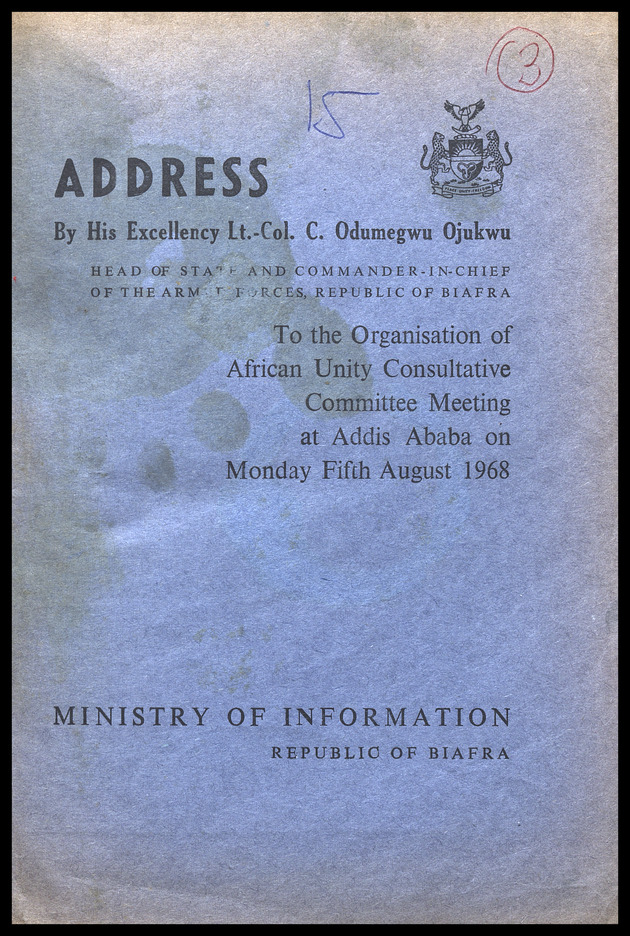 3
15
ADDRESS
By His Excellency Lt.-Col. C. Odumegwu Ojukwu
HEAD OF STATE AND COMMANDER-IN-CHIEF
OF THE ARMED FORCES, REPUBLIC OF BIAFRA
To the Organisation of
African Unity Consultative
Committee Meeting
at Addis Ababa on
Monday Fifth August 1968
MINISTRY OF INFORMATION
REPUBLIC OF BIAFRA